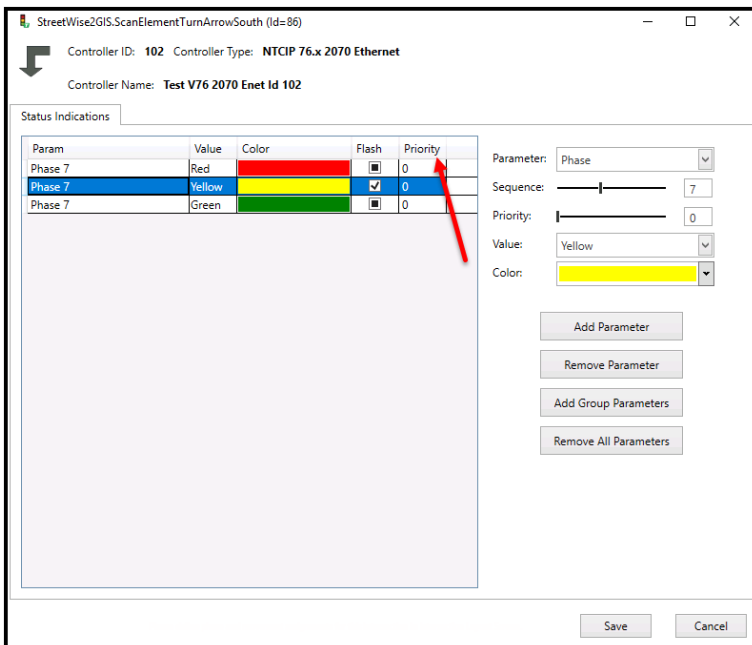 StreetWise2GIS.ScanElementTurnArrowSouth (Id=86)
Controller ID: 102 Controller Type: NTCIP 76.x 2070 Ethernet
Controller Name: Test V76 2070 Enet Id 102
Status Indications
Param Value Color Flash Priority
Phase 7 Red 0
Phase 7 Yellow 0
Phase 7 Green 0
Parameter: Phase
Sequence: 7
Priority: 0
Value: Yellow
Color:
Add Parameter
Remove Parameter
Add Group Parameters
Remove All Parameters
Save Cancel